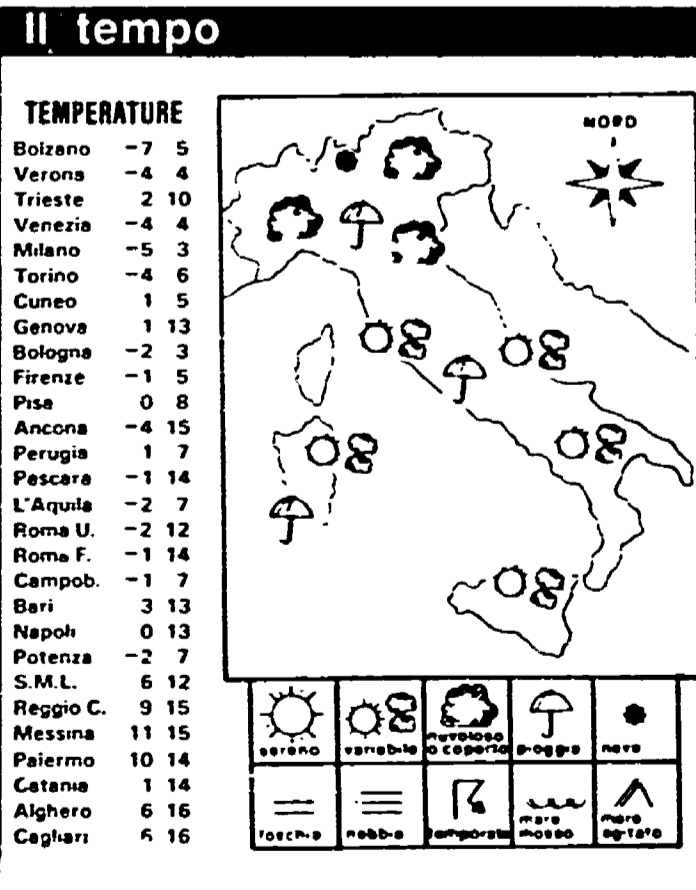 Il tempo
TEMPERATURE
Bolzano -7 5
Verona -4 4
Trieste 2 10
Venezia -4 4
Milano -5 3
Torino -4 6
Cuneo 1 5
Genova 1 13
Bologna -2 3
Firenze -1 5
Pisa 0 8
Ancona -4 15
Perugia 1 7
Pescara -1 14
L'Aquila -2 7
Roma U. -2 12
Roma F. -1 14
Campob. -1 7
Bari 3 13
Napoli 0 13
Potenza -2 7
S.M.L. 6 12
Reggio C. 9 15
Messina 11 15
Palermo 10 14
Catania 1 14
Alghero 6 16
Cagliari 6 16
NORD
sereno
variabile
nuvoloso
o coperto
pioggia
neve
foschia
nebbia
temporale
mare
mosso
mare
agitato